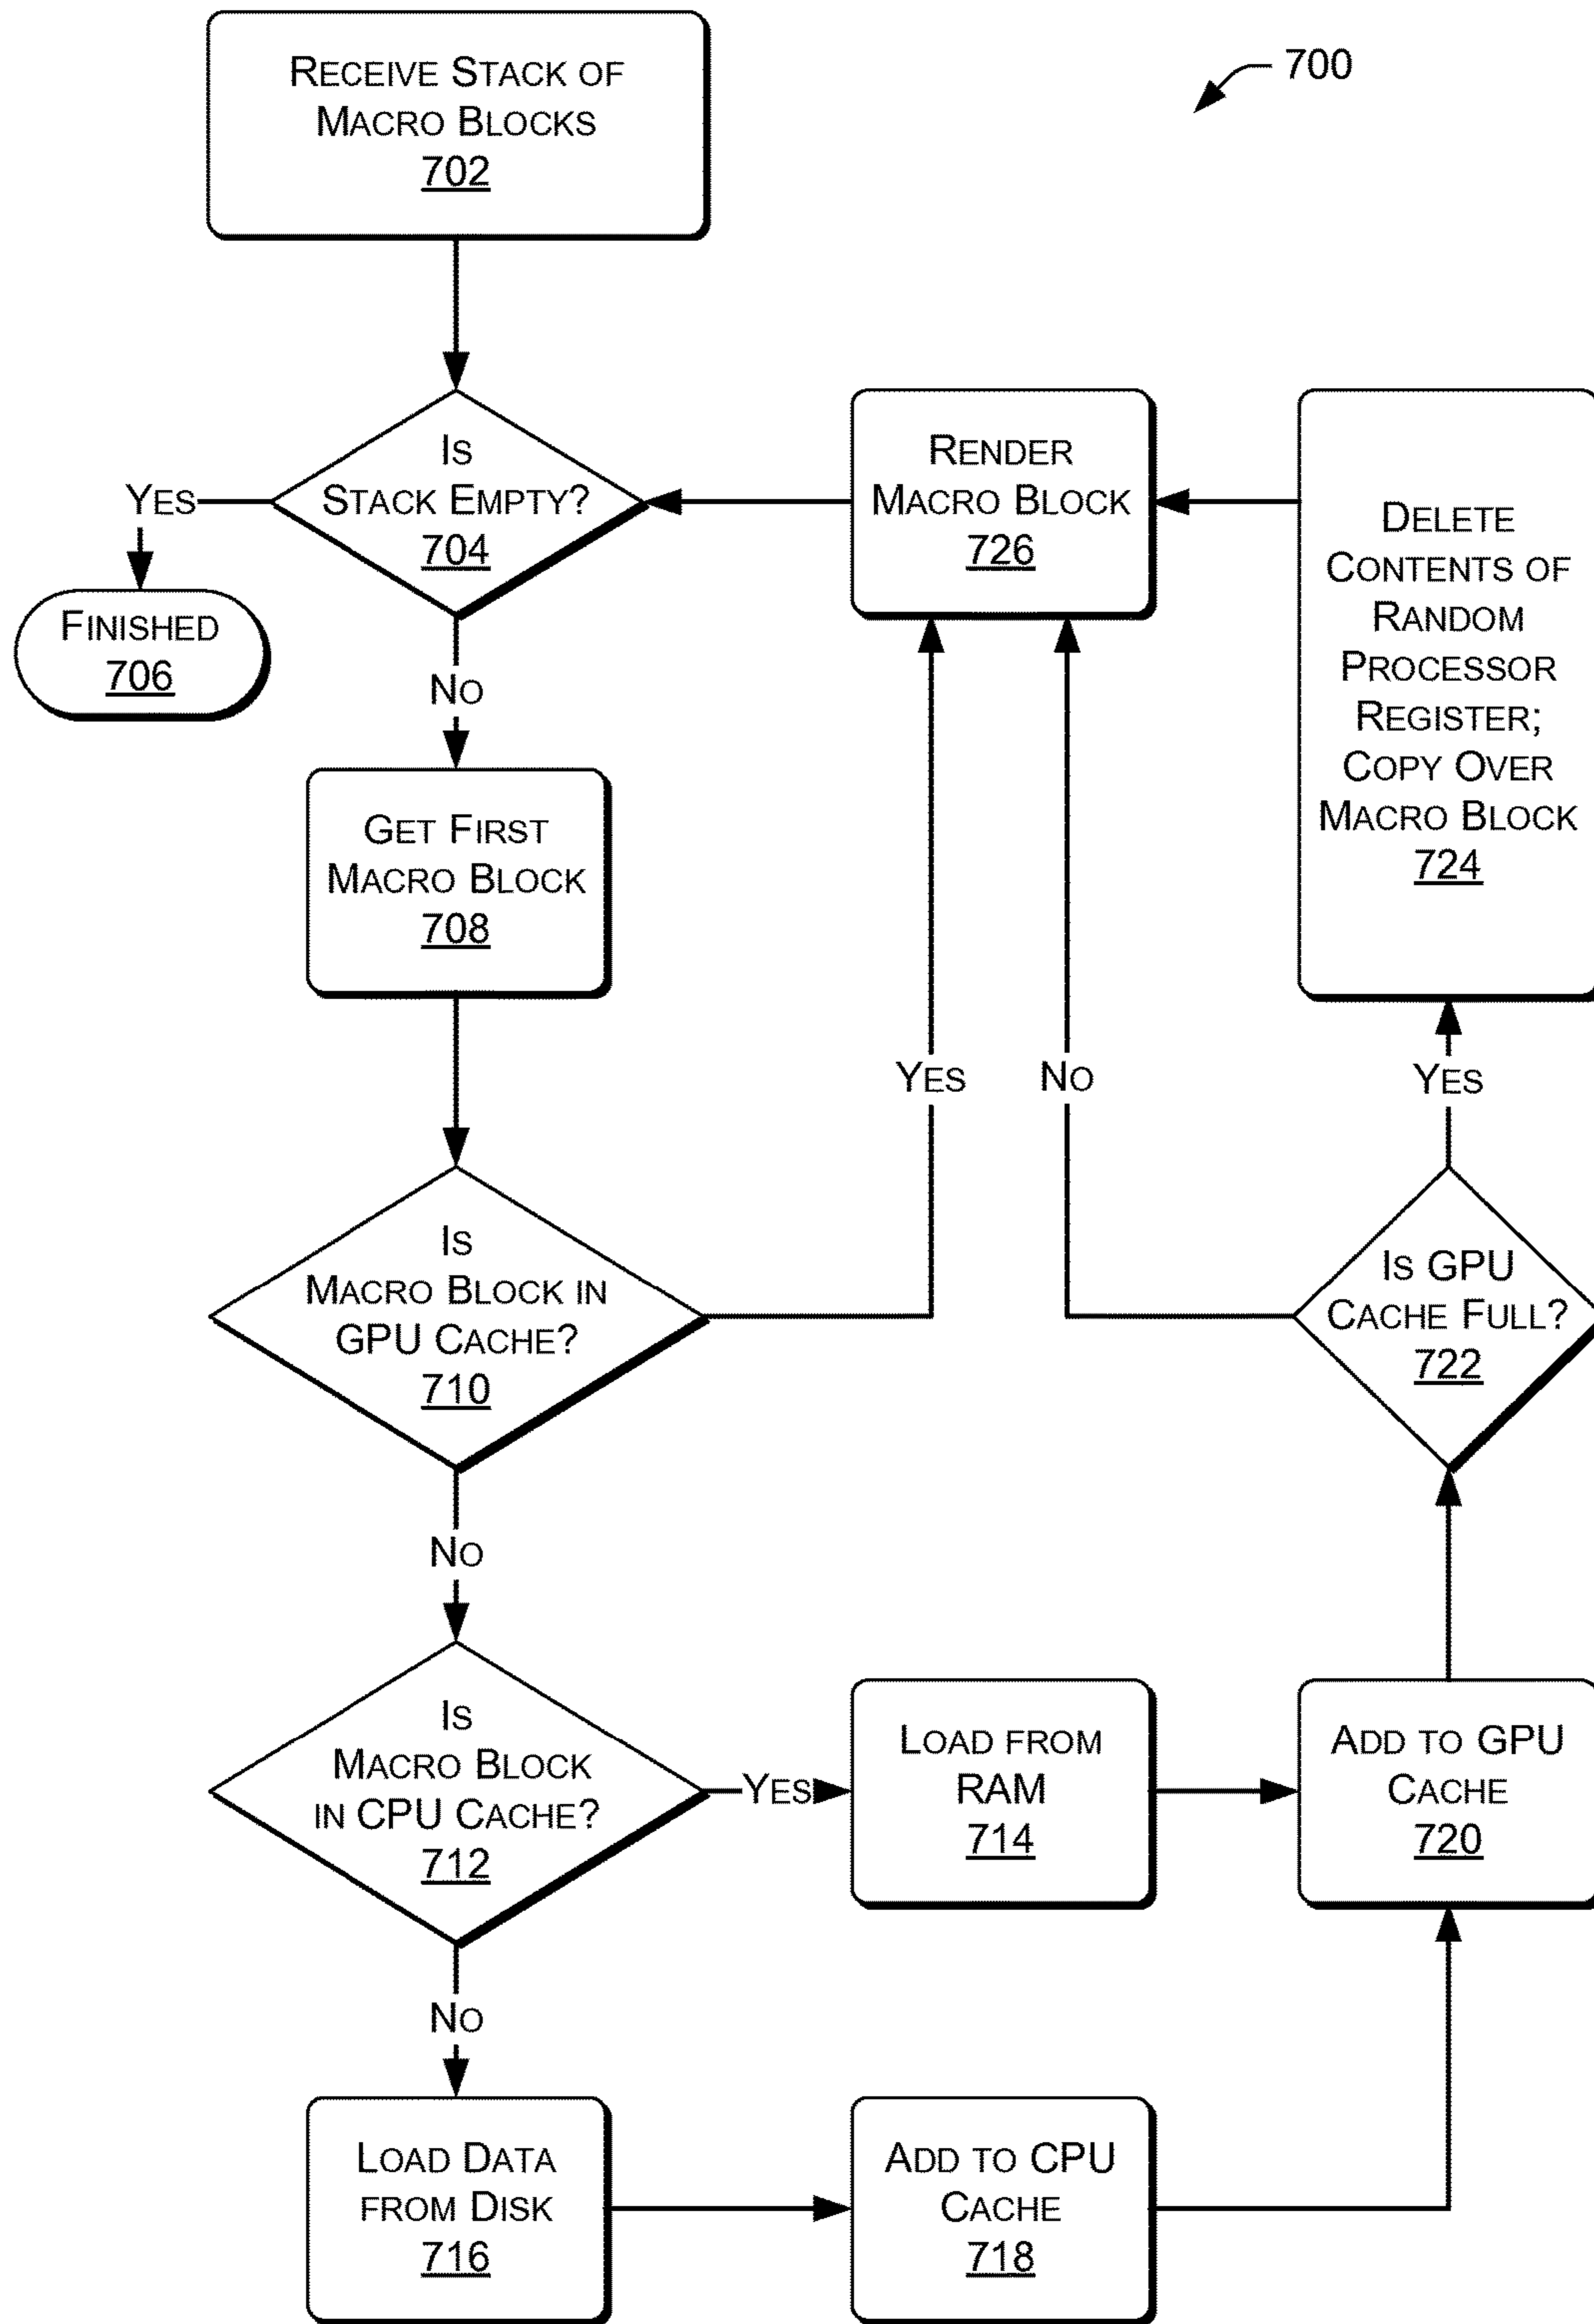 RECEIVE STACK OF
MACRO BLOCKS
702
700
IS
STACK EMPTY?
704
YES
FINISHED
706
NO
RENDER
MACRO BLOCK
726
DELETE
CONTENTS OF
RANDOM
PROCESSOR
REGISTER;
COPY OVER
MACRO BLOCK
724
GET FIRST
MACRO BLOCK
708
YES
NO
YES
IS
MACRO BLOCK IN
GPU CACHE?
710
IS GPU
CACHE FULL?
722
NO
IS
MACRO BLOCK
IN CPU CACHE?
712
YES
LOAD FROM
RAM
714
ADD TO GPU
CACHE
720
NO
LOAD DATA
FROM DISK
716
ADD TO CPU
CACHE
718